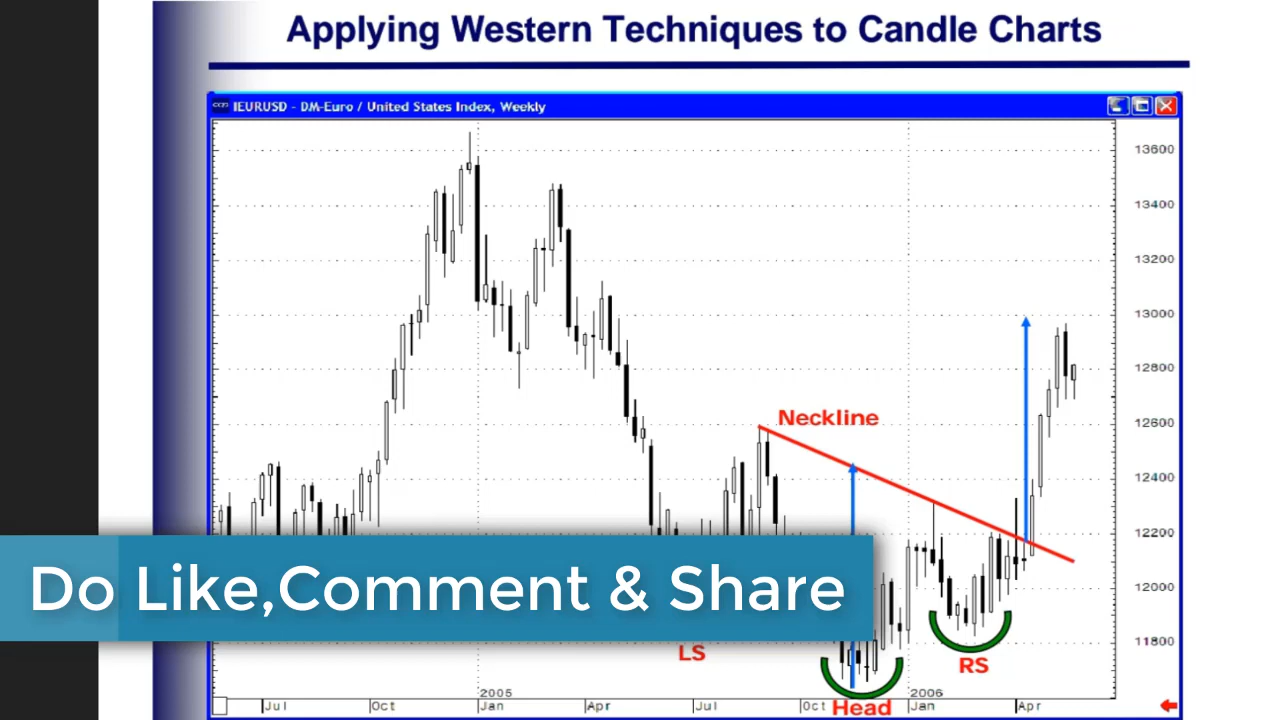 Applying Western Techniques to Candle Charts
IEURUSD - DM-Euro / United States Index, Weekly
13600
13400
13200
13000
12800
Neckline
12600
12400
12200
Do Like,Comment & Share
12000
11800
LS
RS
2005
2006
Jul Oct Jan Apr Jul Oct Head Jan Apr